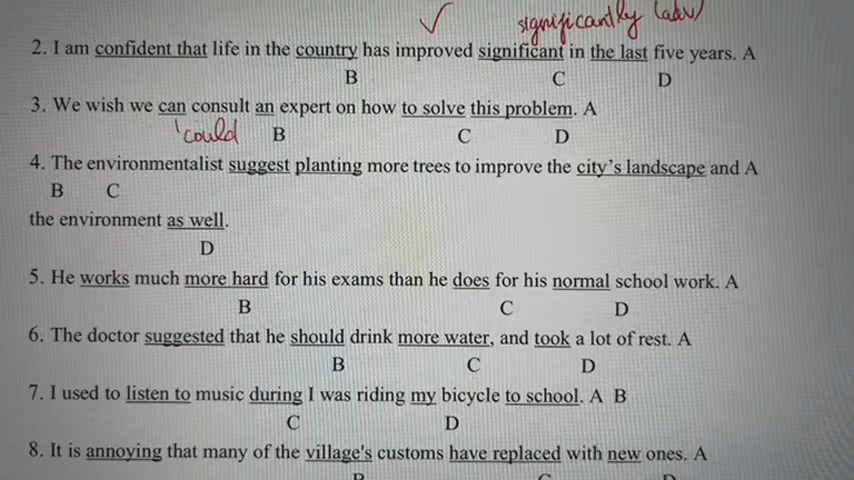 significantly (adv)
2. I am confident that life in the country has improved significant in the last five years. A
B C D
3. We wish we can consult an expert on how to solve this problem. A
could B C D
4. The environmentalist suggest planting more trees to improve the city's landscape and A
B C
the environment as well.
D
5. He works much more hard for his exams than he does for his normal school work. A
B C D
6. The doctor suggested that he should drink more water, and took a lot of rest. A
B C D
7. I used to listen to music during I was riding my bicycle to school. A B
C D
8. It is annoying that many of the village's customs have replaced with new ones. A
B C D